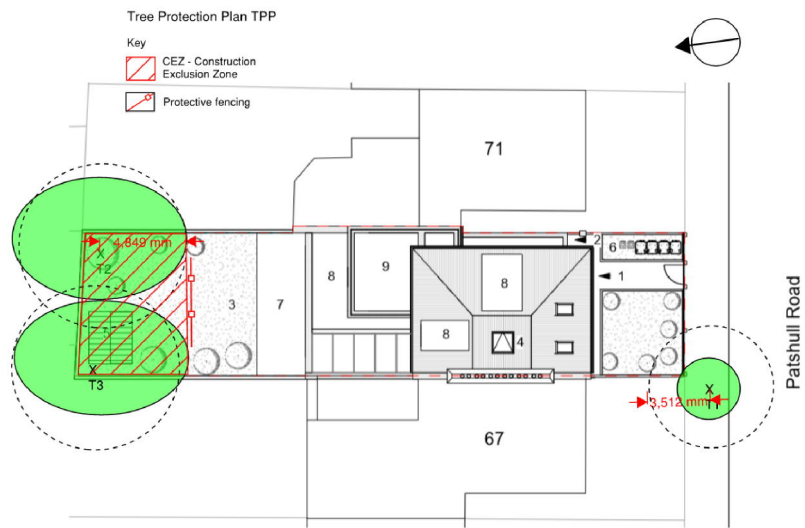 Tree Protection Plan TPP
Key
CEZ - Construction
Exclusion Zone
Protective fencing
71
4,849 mm
T2
2
6
1
8
9
8
3
7
8
4
5
T3
3,512 mm
T1
67
Patshull Road